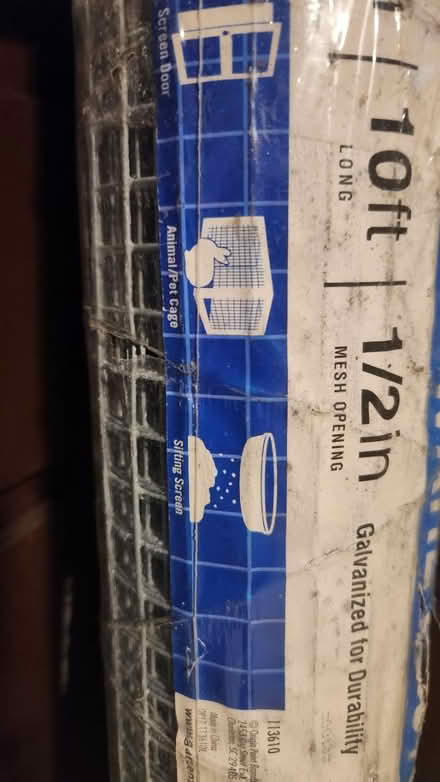 10ft
LONG
1/2in
MESH OPENING
Galvanized for Durability
Screen Door
Animal/Pet Cage
Sifting Screen
113610